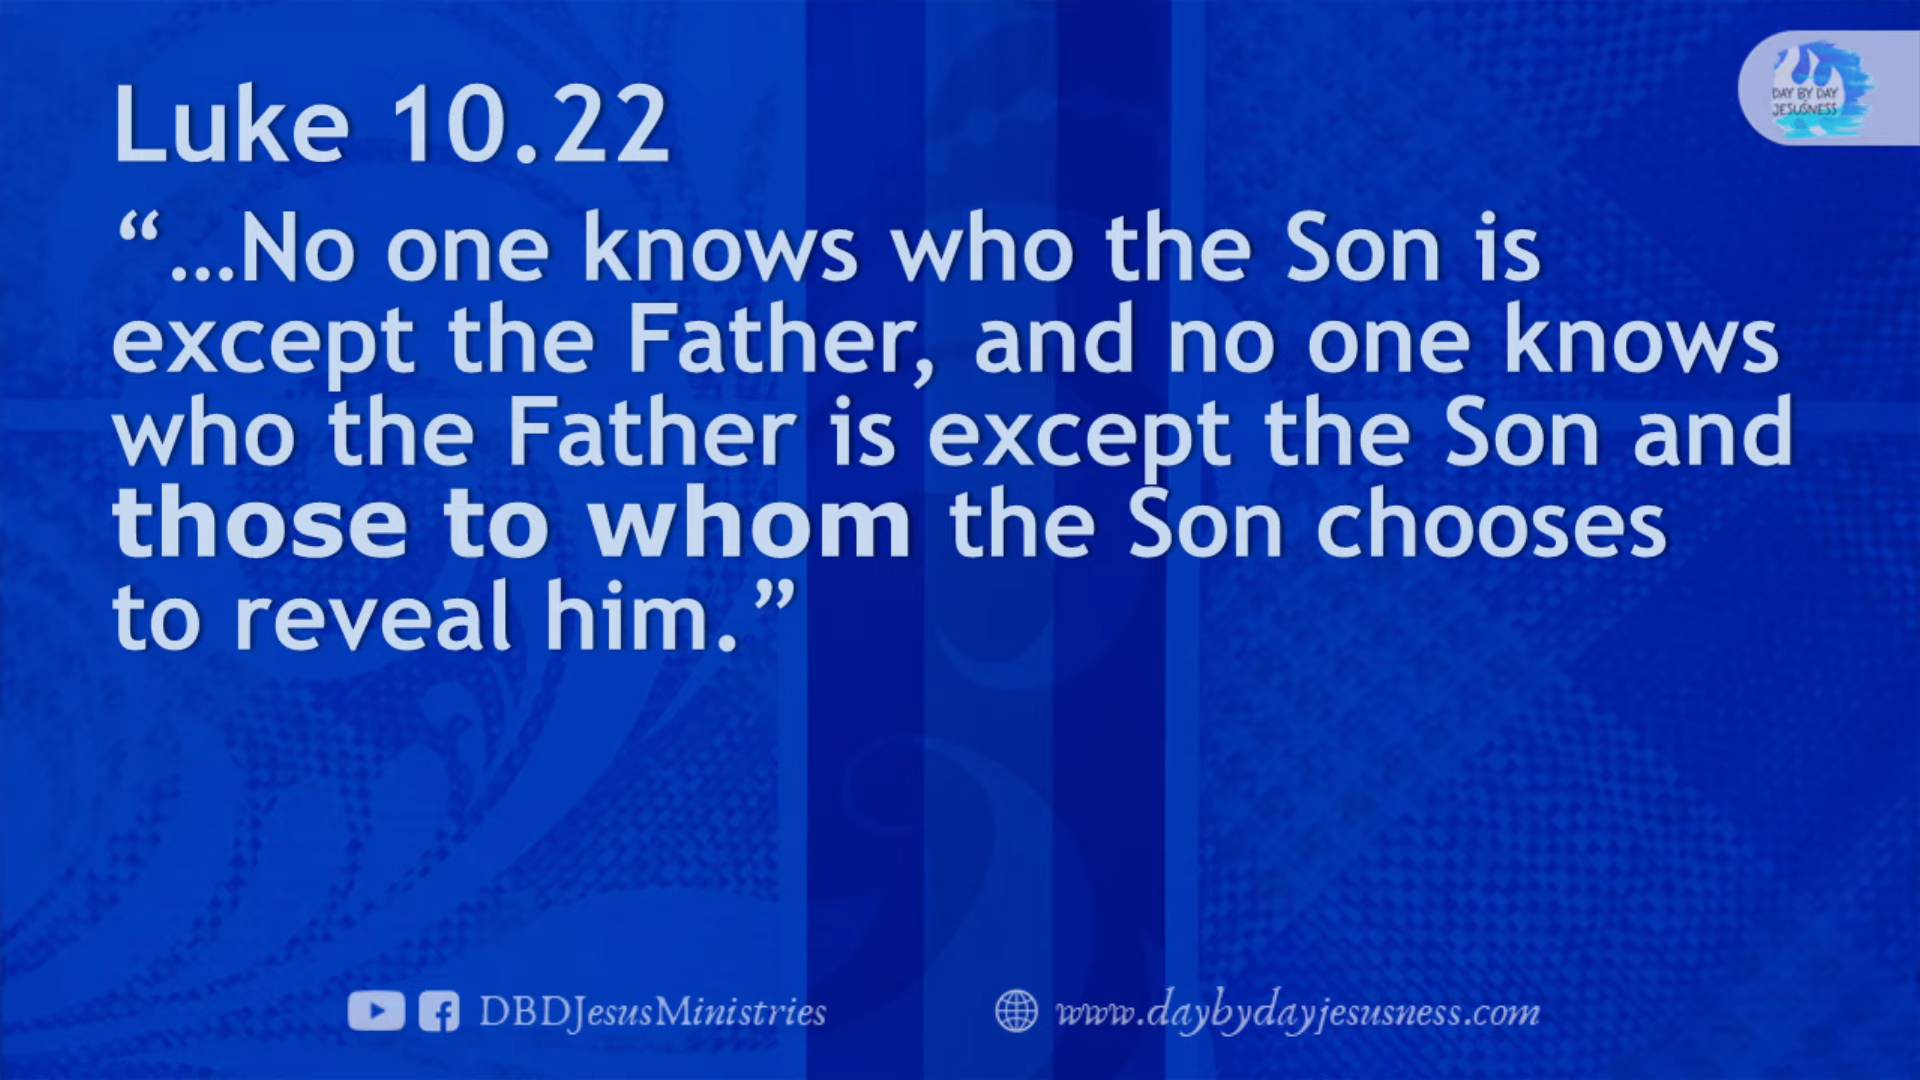 Luke 10.22
DAY BY DAY
JESUSNESS
“…No one knows who the Son is
except the Father, and no one knows
who the Father is except the Son and
those to whom the Son chooses
to reveal him.”
DBDJesusMinistries
www.daybydayjesusness.com